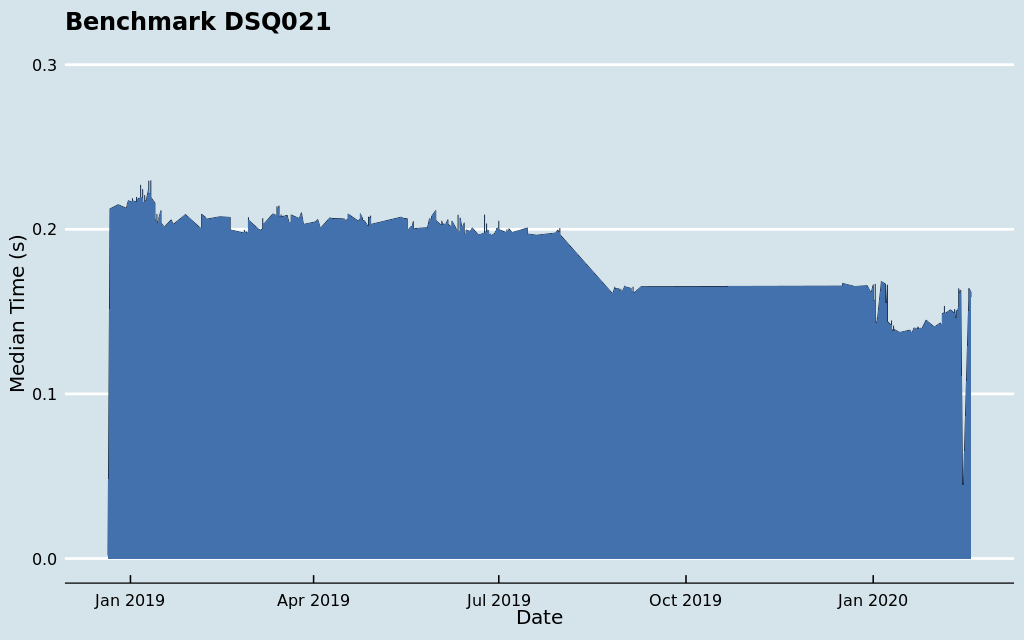 Benchmark DSQ021
Median Time (s)
0.3
0.2
0.1
0.0
Jan 2019 Apr 2019 Jul 2019 Oct 2019 Jan 2020
Date